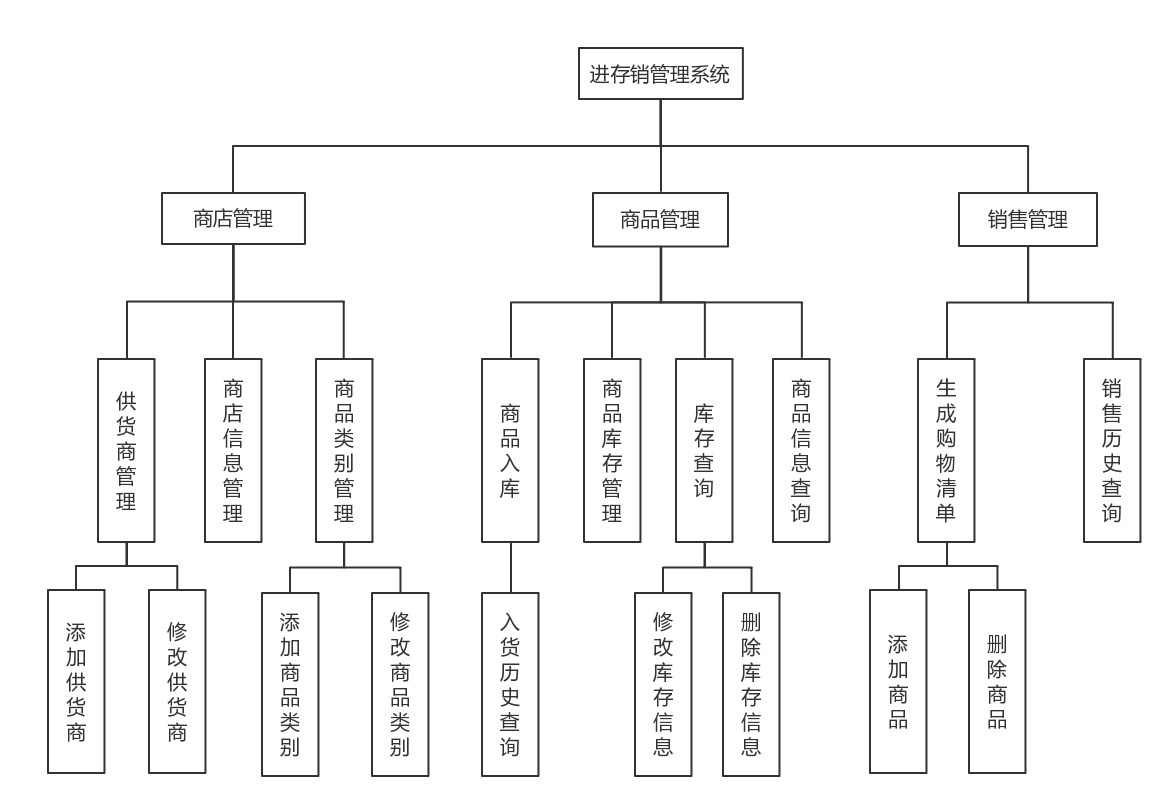 进存销管理系统
商店管理
商品管理
销售管理
供货商管理
商店信息管理
商品类别管理
商品入库
商品库存管理
库存查询
商品信息查询
生成购物清单
销售历史查询
添加供货商
修改供货商
添加商品类别
修改商品类别
入货历史查询
修改库存信息
删除库存信息
添加商品
删除商品